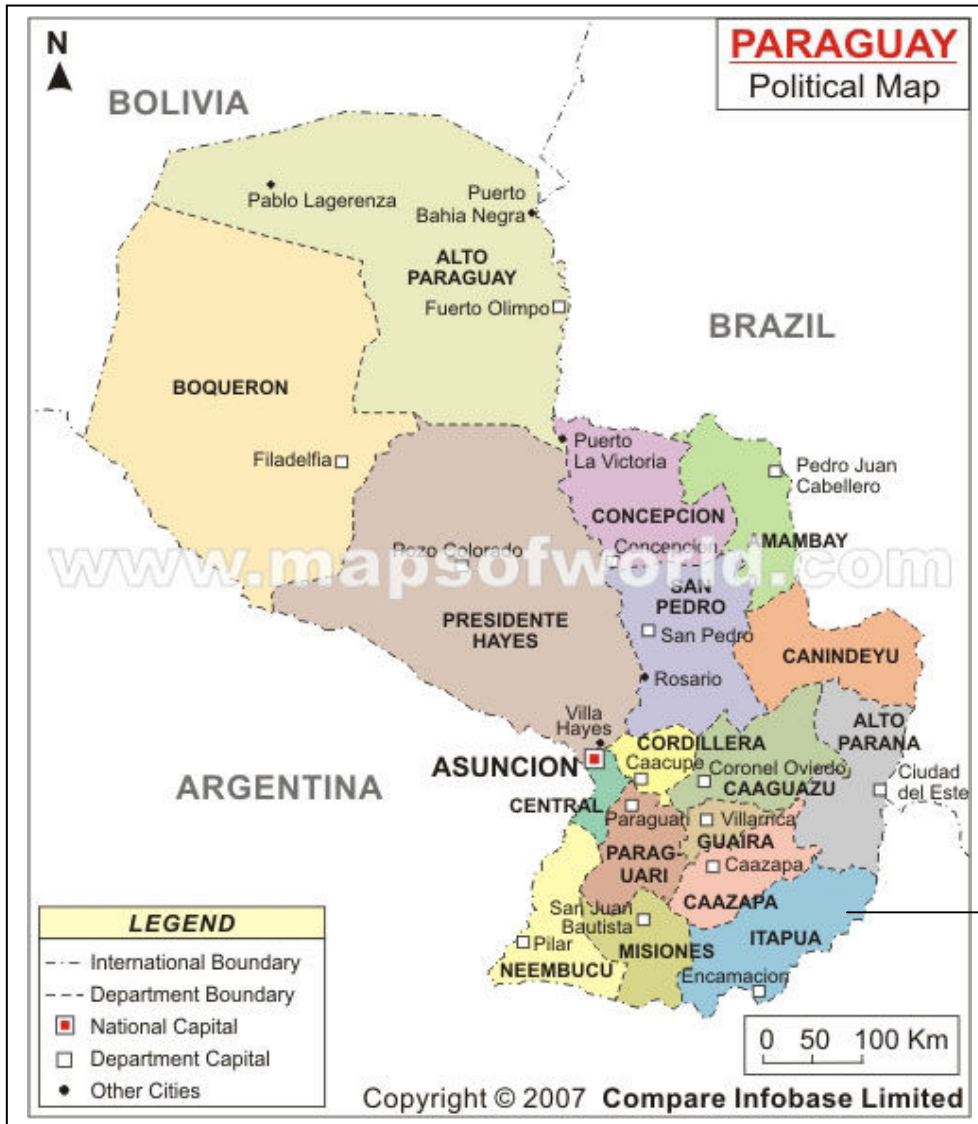 PARAGUAY
Political Map
N
BOLIVIA
Pablo Lagerenza
Puerto
Bahia Negra
ALTO
PARAGUAY
Fuerto Olimpo
BRAZIL
BOQUERON
Filadelfia
Puerto
La Victoria
Pedro Juan
Cabellero
CONCEPCION
Concepcion
AMAMBAY
Pozo Colorado
www.mapsofworld.com
PRESIDENTE
HAYES
SAN
PEDRO
San Pedro
CANINDEYU
Rosario
Villa
Hayes
ALTO
PARANA
ASUNCION
CORDILLERA
Caacupe
Coronel Oviedo
CAAGUAZU
Ciudad
del Este
ARGENTINA
CENTRAL
Paraguari
Villarrica
GUAIRA
PARAG-
UARI
Caazapa
CAAZAPA
San Juan
Bautista
ITAPUA
Pilar
MISIONES
NEEMBUCU
Encarnacion
LEGEND
International Boundary
Department Boundary
National Capital
Department Capital
Other Cities
0 50 100 Km
Copyright © 2007 Compare Infobase Limited